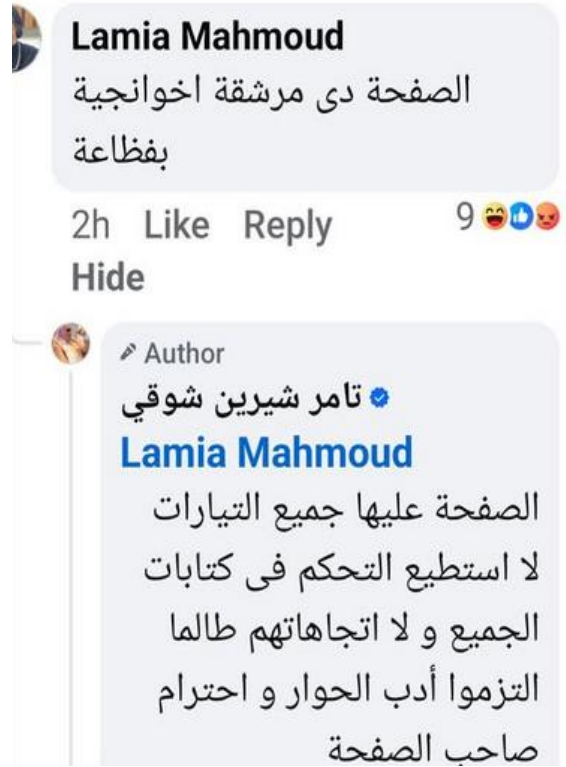 Lamia Mahmoud
الصفحة دى مرشقة اخوانجية
بفظاعة
2h Like Reply 9
Hide
Author
تامر شيرين شوقي
Lamia Mahmoud
الصفحة عليها جميع التيارات
لا استطيع التحكم فى كتابات
الجميع و لا اتجاهاتهم طالما
التزموا أدب الحوار و احترام
صاحب الصفحة